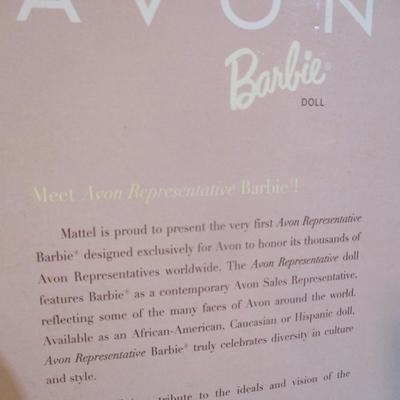 AVON
Barbie®
DOLL
Meet Avon Representative Barbie®!
Mattel is proud to present the very first Avon Representative
Barbie® designed exclusively for Avon to honor its thousands of
Avon Representatives worldwide. The Avon Representative doll
features Barbie® as a contemporary Avon Sales Representative,
reflecting some of the many faces of Avon around the world.
Available as an African-American, Caucasian or Hispanic doll,
Avon Representative Barbie® truly celebrates diversity in culture
and style.
tribute to the ideals and vision of the